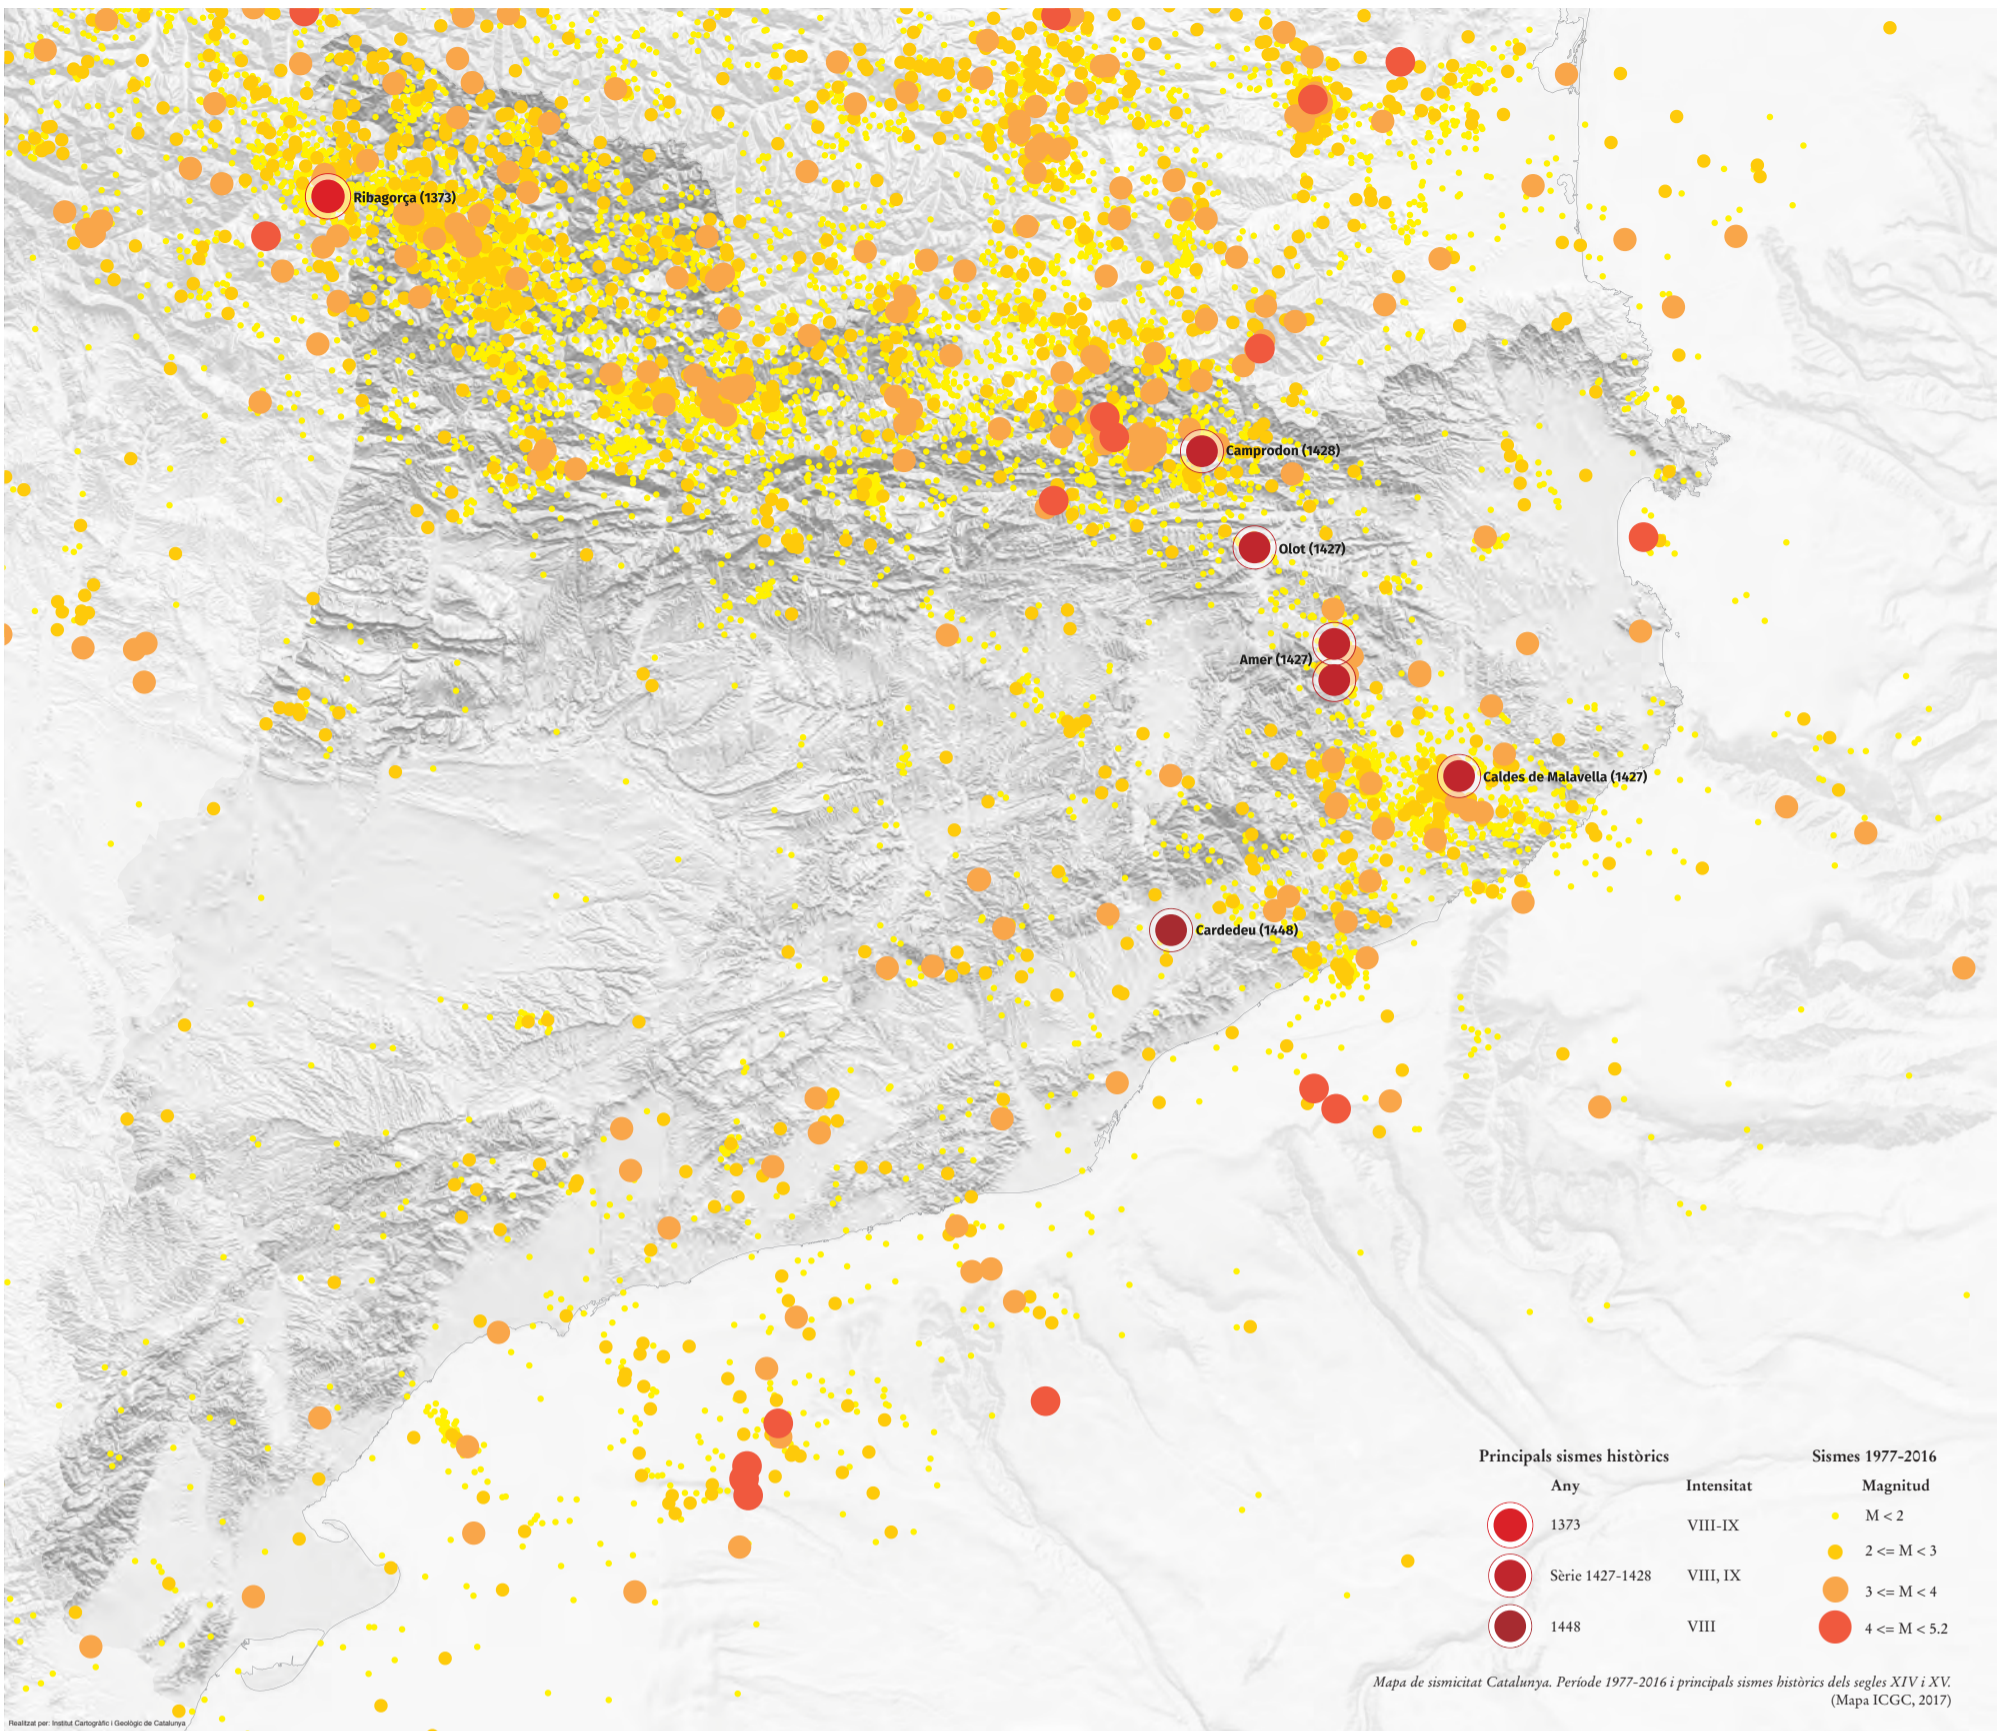 Ribagorça (1373)
Camprodon (1428)
Olot (1427)
Amer (1427)
Caldes de Malavella (1427)
Cardedeu (1448)
Principals sismes històrics
Any Intensitat
1373 VIII-IX
Sèrie 1427-1428 VIII, IX
1448 VIII
Sismes 1977-2016
Magnitud
M < 2
2 <= M < 3
3 <= M < 4
4 <= M < 5.2
Mapa de sismicitat Catalunya. Període 1977-2016 i principals sismes històrics dels segles XIV i XV.
(Mapa ICGC, 2017)
Realitzat per: Institut Cartogràfic i Geològic de Catalunya